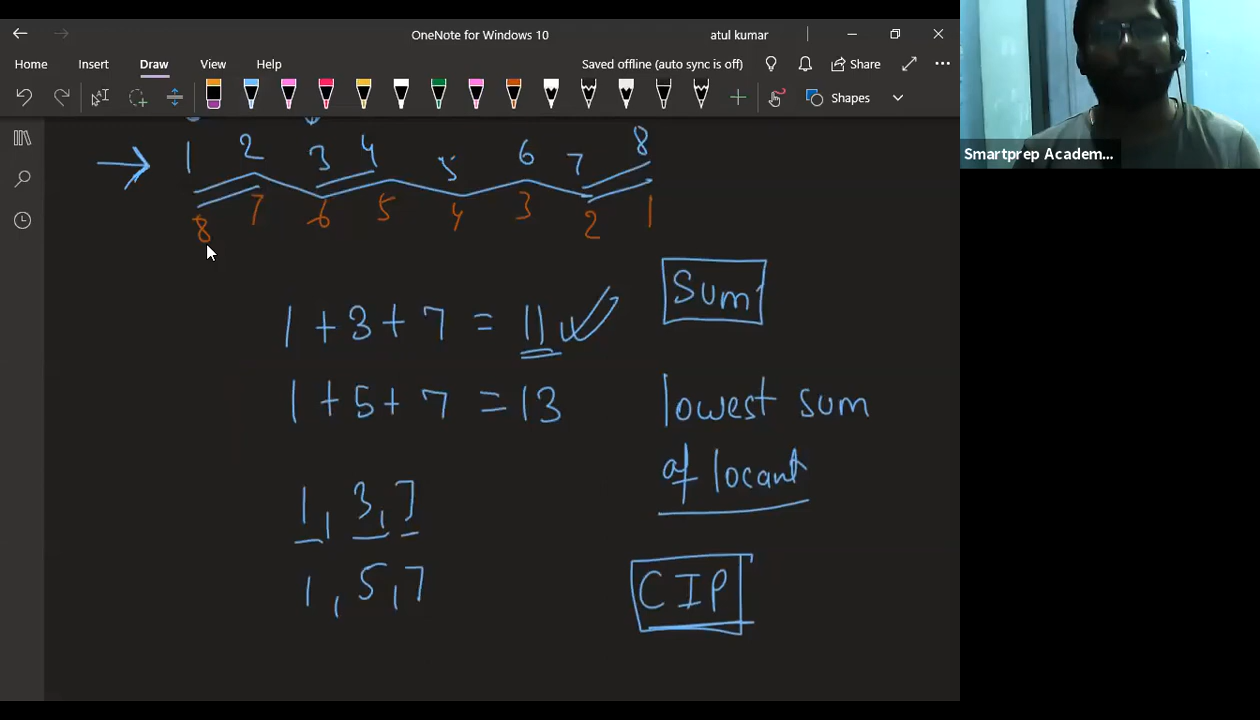 OneNote for Windows 10
atul kumar
Home Insert Draw View
Saved offline (auto sync is off)
Share
Shapes
1 2 3 4 5 6 7 8
8 7 6 5 4 3 2 1
Sum
1 + 3 + 7 = 11
1 + 5 + 7 = 13
lowest sum
of locant
1, 3, 7
1, 5, 7
CIP
Smartprep Academ...